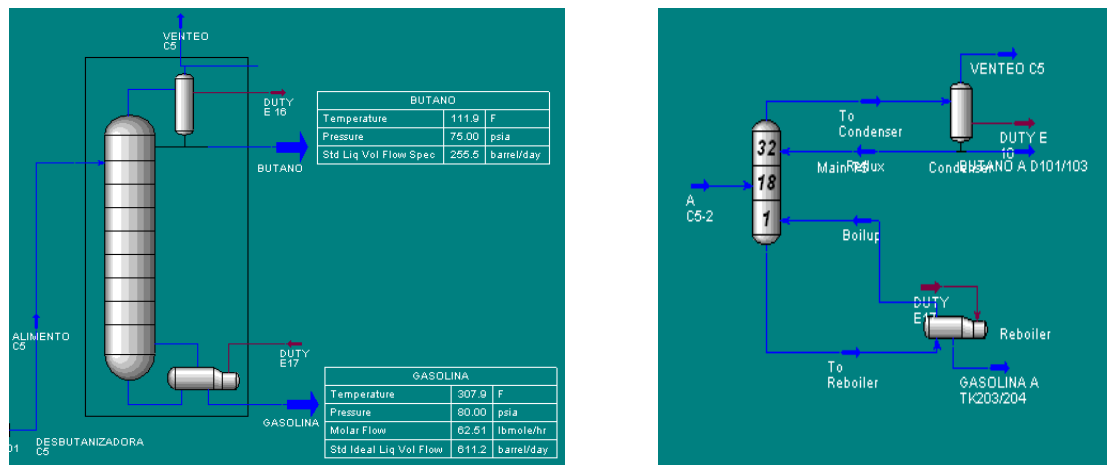 VENTEO
C5
DUTY
E 16
BUTANO
Temperature 111.9 F
Pressure 75.00 psia
Std Liq Vol Flow Spec 255.5 barrel/day
BUTANO
ALIMENTO
C5
DUTY
E17
GASOLINA
Temperature 307.9 F
Pressure 80.00 psia
Molar Flow 62.51 lbmole/hr
Std Ideal Liq Vol Flow 611.2 barrel/day
GASOLINA
01
DESBUTANIZADORA
C5
VENTEO C5
To
Condenser
DUTY E
10
32
Main T5
Reflux
Condenser
BUTANO A D101/103
18
A
C5-2
1
Boilup
DUTY
E17
Reboiler
To
Reboiler
GASOLINA A
TK203/204